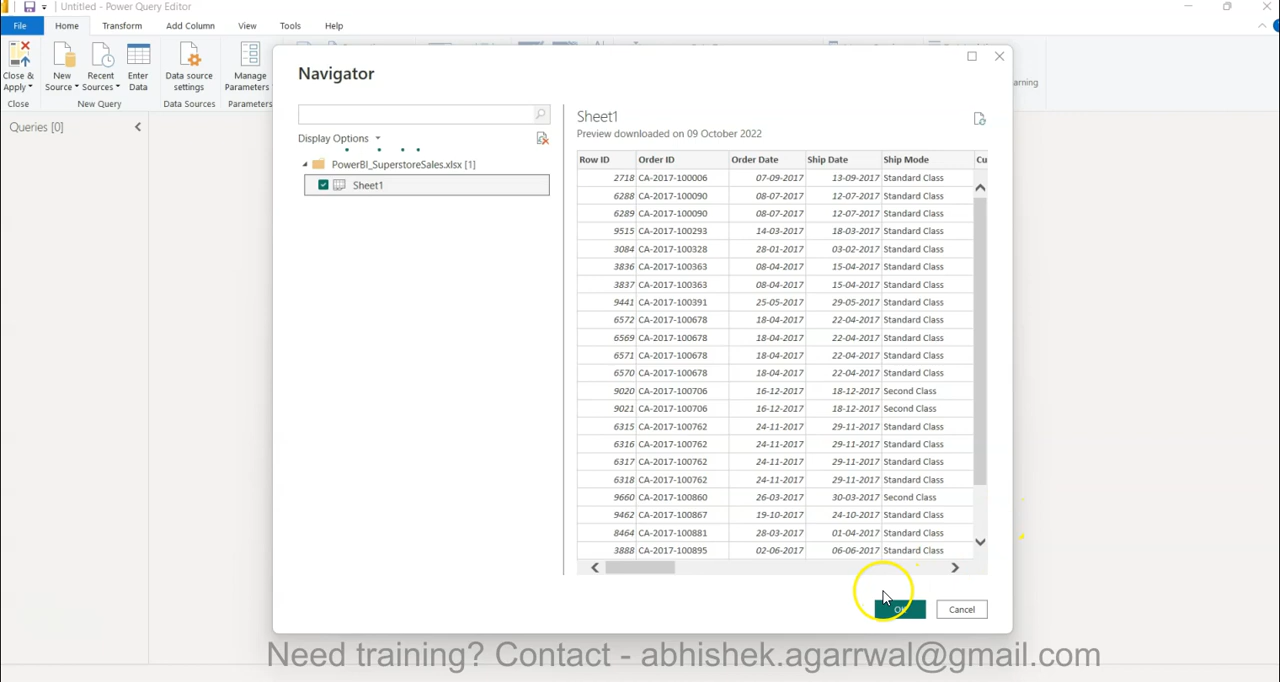 Untitled - Power Query Editor
File Home Transform Add Column View Tools Help
Close & Apply
New Source
Recent Sources
Enter Data
Data source settings
Manage Parameters
Close New Query Data Sources Parameters
Queries [0]
Navigator
Display Options
PowerBI_SuperstoreSales.xlsx [1]
Sheet1
Sheet1
Preview downloaded on 09 October 2022
Row ID Order ID Order Date Ship Date Ship Mode Cu
2718 CA-2017-100006 07-09-2017 13-09-2017 Standard Class
6288 CA-2017-100090 08-07-2017 12-07-2017 Standard Class
6289 CA-2017-100090 08-07-2017 12-07-2017 Standard Class
9515 CA-2017-100293 14-03-2017 18-03-2017 Standard Class
3084 CA-2017-100328 28-01-2017 03-02-2017 Standard Class
3836 CA-2017-100363 08-04-2017 15-04-2017 Standard Class
3837 CA-2017-100363 08-04-2017 15-04-2017 Standard Class
9441 CA-2017-100391 25-05-2017 29-05-2017 Standard Class
6572 CA-2017-100678 18-04-2017 22-04-2017 Standard Class
6569 CA-2017-100678 18-04-2017 22-04-2017 Standard Class
6571 CA-2017-100678 18-04-2017 22-04-2017 Standard Class
6570 CA-2017-100678 18-04-2017 22-04-2017 Standard Class
9020 CA-2017-100706 16-12-2017 18-12-2017 Second Class
9021 CA-2017-100706 16-12-2017 18-12-2017 Second Class
6315 CA-2017-100762 24-11-2017 29-11-2017 Standard Class
6316 CA-2017-100762 24-11-2017 29-11-2017 Standard Class
6317 CA-2017-100762 24-11-2017 29-11-2017 Standard Class
6318 CA-2017-100762 24-11-2017 29-11-2017 Standard Class
9660 CA-2017-100860 26-03-2017 30-03-2017 Second Class
9462 CA-2017-100867 19-10-2017 24-10-2017 Standard Class
8464 CA-2017-100881 28-03-2017 01-04-2017 Standard Class
3888 CA-2017-100895 02-06-2017 06-06-2017 Standard Class
OK Cancel
Need training? Contact - abhishek.agarrwal@gmail.com